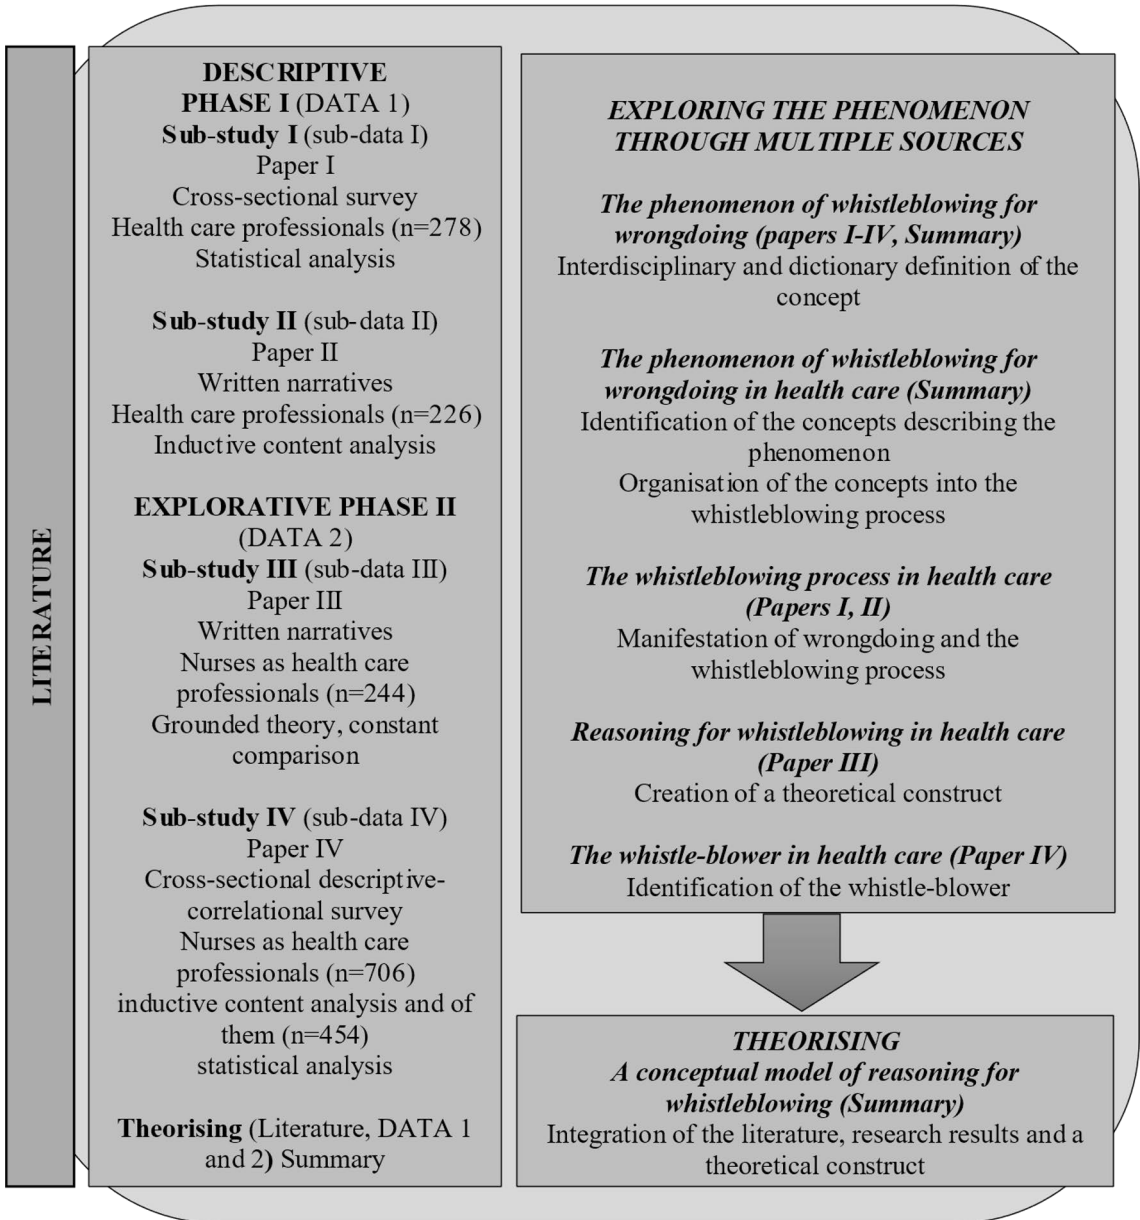 LITERATURE
DESCRIPTIVE
PHASE I (DATA 1)
Sub-study I (sub-data I)
Paper I
Cross-sectional survey
Health care professionals (n=278)
Statistical analysis
Sub-study II (sub-data II)
Paper II
Written narratives
Health care professionals (n=226)
Inductive content analysis
EXPLORATIVE PHASE II
(DATA 2)
Sub-study III (sub-data III)
Paper III
Written narratives
Nurses as health care
professionals (n=244)
Grounded theory, constant
comparison
Sub-study IV (sub-data IV)
Paper IV
Cross-sectional descriptive-
correlational survey
Nurses as health care
professionals (n=706)
inductive content analysis and of
them (n=454)
statistical analysis
Theorising (Literature, DATA 1
and 2) Summary
EXPLORING THE PHENOMENON
THROUGH MULTIPLE SOURCES
The phenomenon of whistleblowing for
wrongdoing (papers I-IV, Summary)
Interdisciplinary and dictionary definition of the
concept
The phenomenon of whistleblowing for
wrongdoing in health care (Summary)
Identification of the concepts describing the
phenomenon
Organisation of the concepts into the
whistleblowing process
The whistleblowing process in health care
(Papers I, II)
Manifestation of wrongdoing and the
whistleblowing process
Reasoning for whistleblowing in health care
(Paper III)
Creation of a theoretical construct
The whistle-blower in health care (Paper IV)
Identification of the whistle-blower
THEORISING
A conceptual model of reasoning for
whistleblowing (Summary)
Integration of the literature, research results and a
theoretical construct